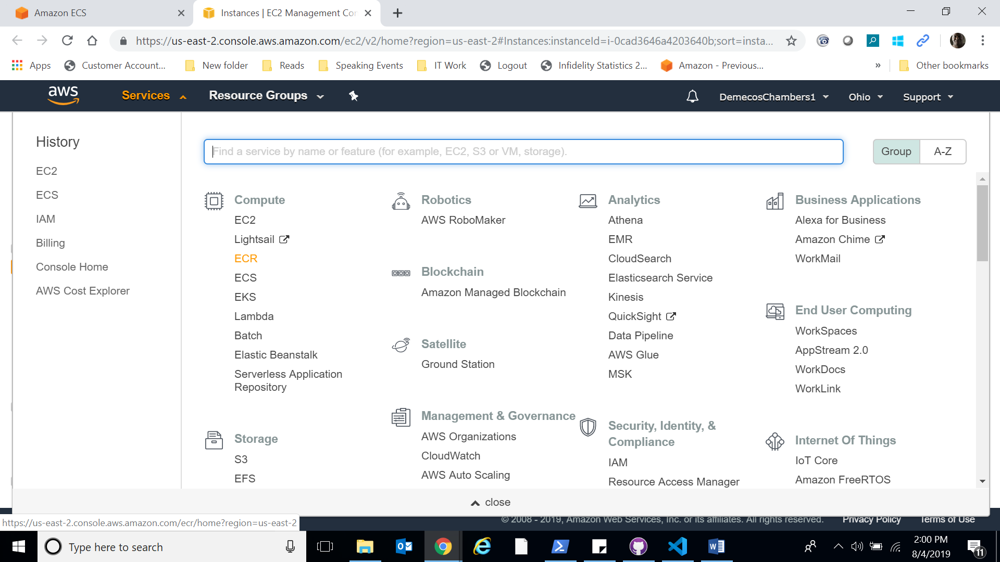 Amazon ECS
Instances | EC2 Management Con
https://us-east-2.console.aws.amazon.com/ec2/v2/home?region=us-east-2#Instances:instanceId=i-0cad3646a4203640b;sort=insta...
Apps
Customer Account...
New folder
Reads
Speaking Events
IT Work
Logout
Infidelity Statistics 2...
Amazon - Previous...
»
Other bookmarks
aws
Services
Resource Groups
DemecosChambers1
Ohio
Support
History
EC2
ECS
IAM
Billing
Console Home
AWS Cost Explorer
Find a service by name or feature (for example, EC2, S3 or VM, storage).
Group
A-Z
Compute
EC2
Lightsail
ECR
ECS
EKS
Lambda
Batch
Elastic Beanstalk
Serverless Application
Repository
Storage
S3
EFS
Robotics
AWS RoboMaker
Blockchain
Amazon Managed Blockchain
Satellite
Ground Station
Management & Governance
AWS Organizations
CloudWatch
AWS Auto Scaling
Analytics
Athena
EMR
CloudSearch
Elasticsearch Service
Kinesis
QuickSight
Data Pipeline
AWS Glue
MSK
Security, Identity, &
Compliance
IAM
Resource Access Manager
Business Applications
Alexa for Business
Amazon Chime
WorkMail
End User Computing
WorkSpaces
AppStream 2.0
WorkDocs
WorkLink
Internet Of Things
IoT Core
Amazon FreeRTOS
close
https://us-east-2.console.aws.amazon.com/ecr/home?region=us-east-2
© 2008 - 2019, Amazon Web Services, Inc. or its affiliates. All rights reserved.
Privacy Policy
Terms of Use
Type here to search
2:00 PM
8/4/2019
11